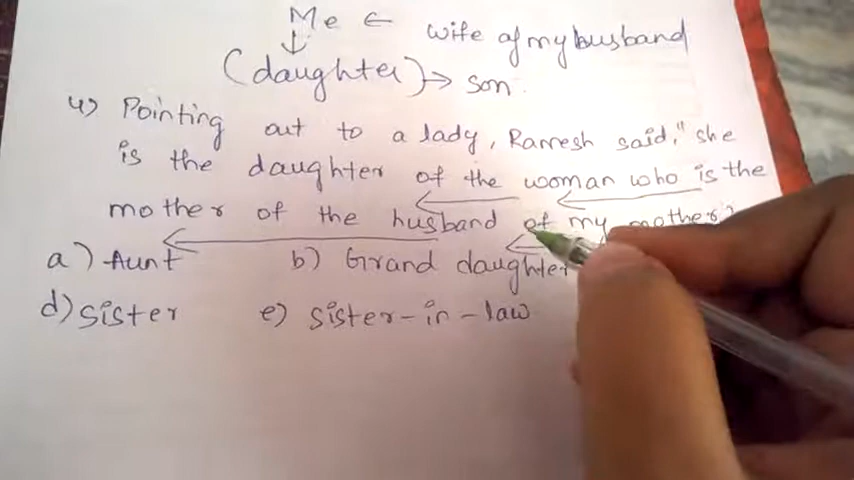 Me ← wife of my husband
↓
(daughter) → son.
4) Pointing out to a lady, Ramesh said, "she
is the daughter of the woman who is the
mother of the husband of my mother?
a) Aunt b) Grand daughter
d) Sister e) Sister-in-law